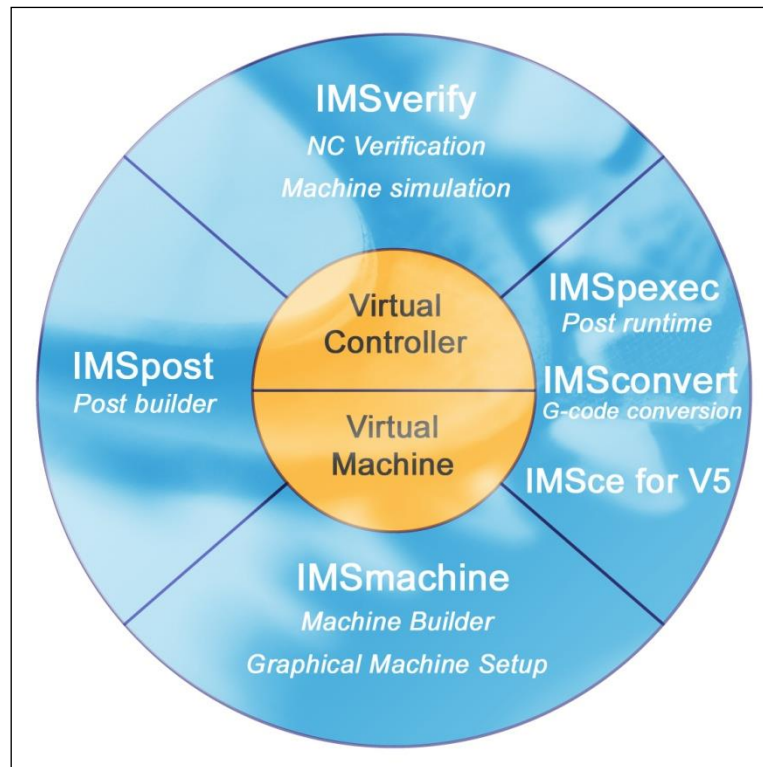 IMSverify
NC Verification
Machine simulation
IMSpexec
Post runtime
IMSconvert
G-code conversion
IMSce for V5
Virtual
Controller
Virtual
Machine
IMSpost
Post builder
IMSmachine
Machine Builder
Graphical Machine Setup